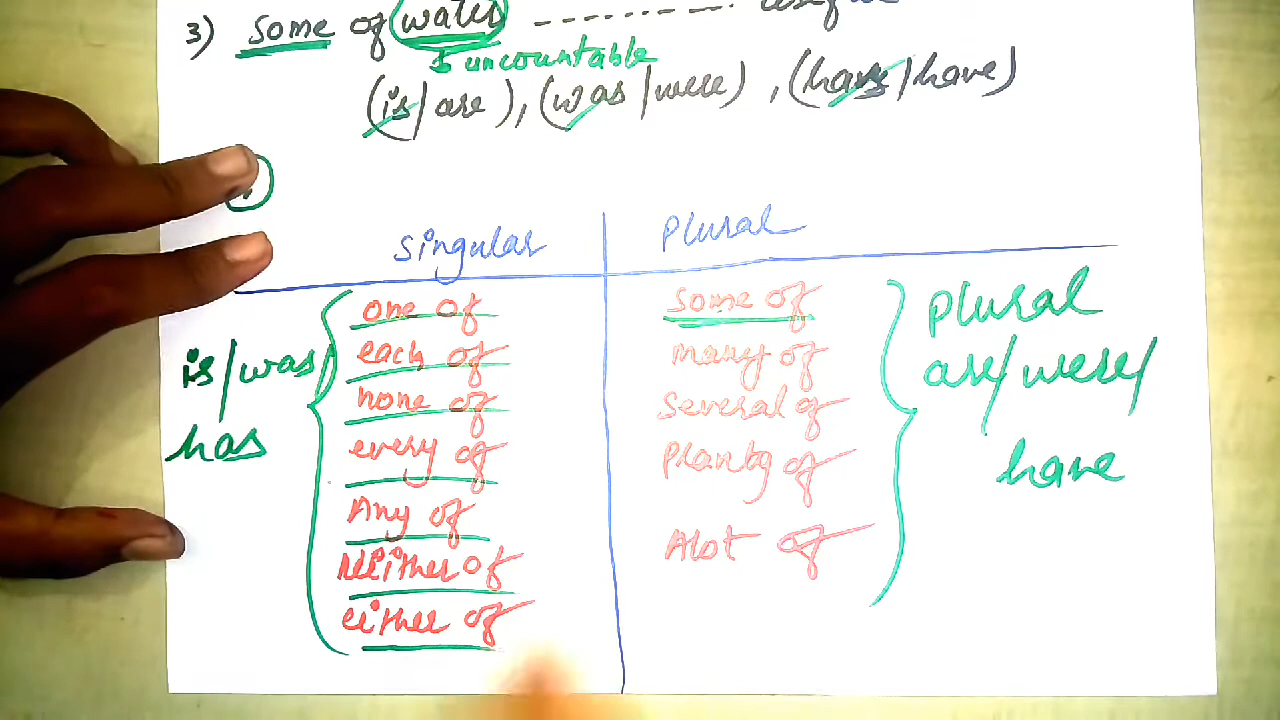 3) Some of water ----------
↕ uncountable
(is/are), (was/were), (has/have)
Singular
Plural
one of
each of
none of
every of
Any of
Neither of
either of
is/was/
has
some of
many of
several of
Planty of
Alot of
Plural
are/were/
have